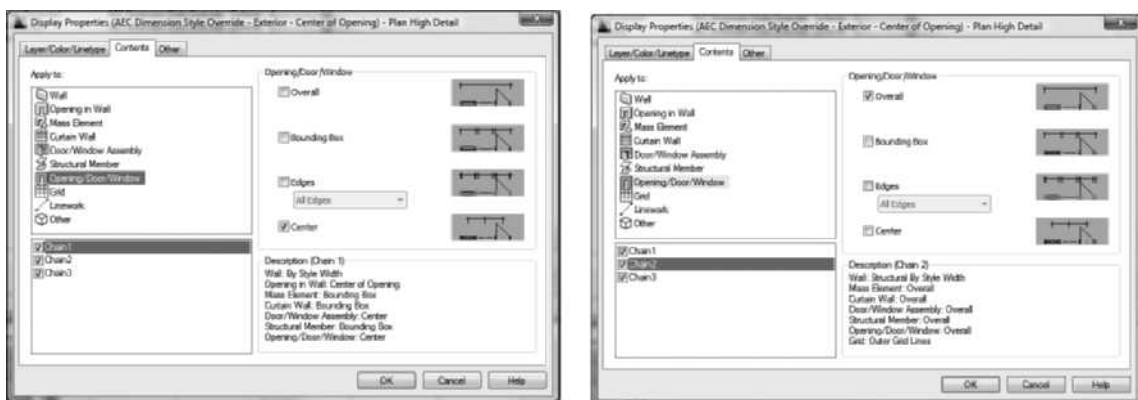 Display Properties (AEC Dimension Style Override - Exterior - Center of Opening) - Plan High Detail
Layer/Color/Linetype Contents Other
Apply to:
Wall
Opening in Wall
Mass Element
Curtain Wall
Door/Window Assembly
Structural Member
Opening/Door/Window
Grid
Linework
Other
Opening/Door/Window
Overall
Bounding Box
Edges
All Edges
Center
Chain1
Chain2
Chain3
Description (Chain 1)
Wall: By Style Width
Opening in Wall: Center of Opening
Mass Element: Bounding Box
Curtain Wall: Bounding Box
Door/Window Assembly: Center
Structural Member: Bounding Box
Opening/Door/Window: Center
OK Cancel Help
Display Properties (AEC Dimension Style Override - Exterior - Center of Opening) - Plan High Detail
Layer/Color/Linetype Contents Other
Apply to:
Wall
Opening in Wall
Mass Element
Curtain Wall
Door/Window Assembly
Structural Member
Opening/Door/Window
Grid
Linework
Other
Opening/Door/Window
Overall
Bounding Box
Edges
All Edges
Center
Chain1
Chain2
Chain3
Description (Chain 2)
Wall: Structural By Style Width
Mass Element: Overall
Curtain Wall: Overall
Door/Window Assembly: Overall
Structural Member: Overall
Opening/Door/Window: Overall
Grid: Outer Grid Lines
OK Cancel Help